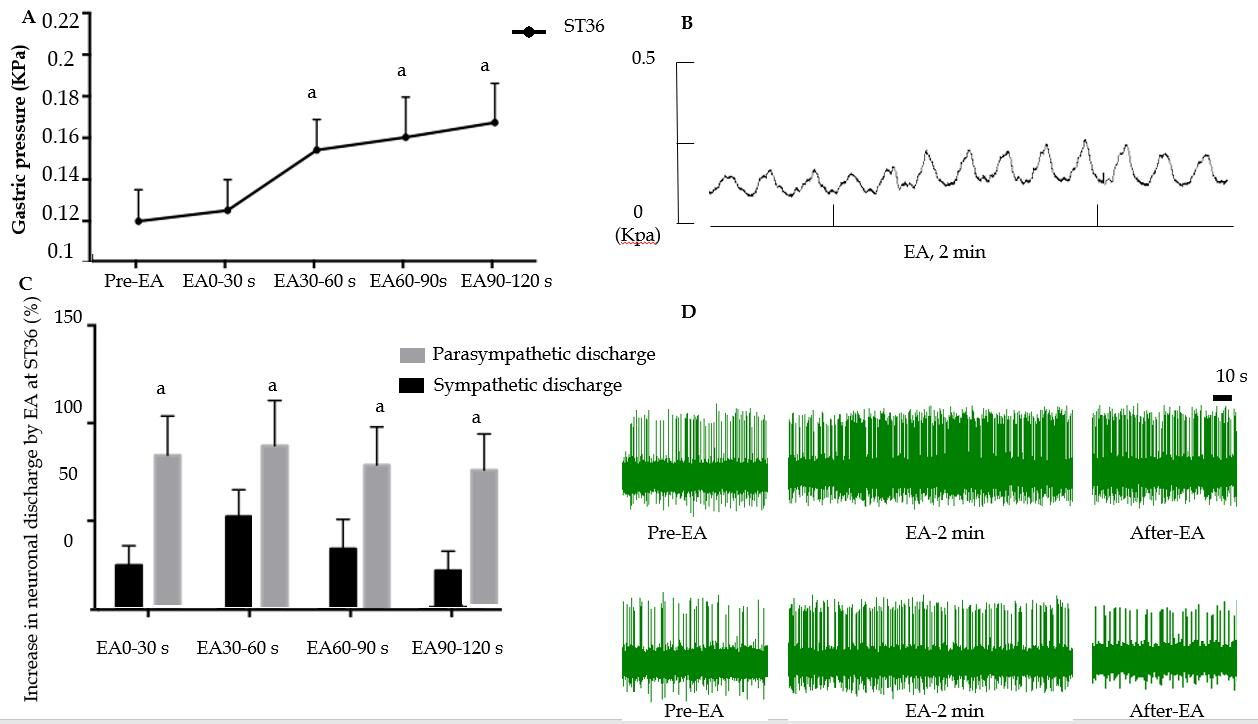 A
0.22
0.2
0.18
0.16
0.14
0.12
0.1
Gastric pressure (KPa)
ST36
a
a
a
Pre-EA
EA0-30 s
EA30-60 s
EA60-90s
EA90-120 s
B
0.5
0
(Kpa)
EA, 2 min
C
150
100
50
0
Increase in neuronal discharge by EA at ST36 (%)
Parasympathetic discharge
Sympathetic discharge
a
a
a
a
EA0-30 s
EA30-60 s
EA60-90 s
EA90-120 s
D
10 s
Pre-EA
EA-2 min
After-EA
Pre-EA
EA-2 min
After-EA